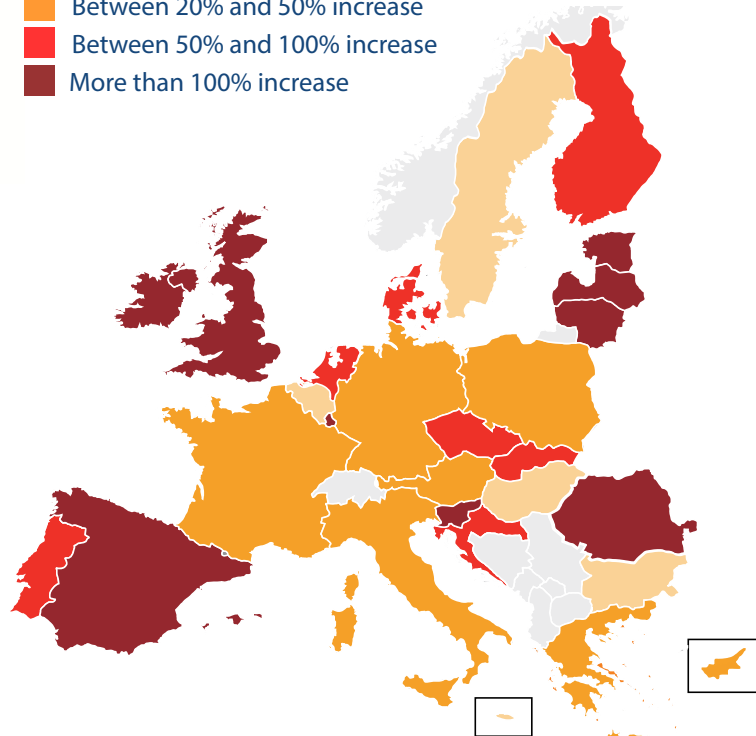 Between 20% and 50% increase
Between 50% and 100% increase
More than 100% increase